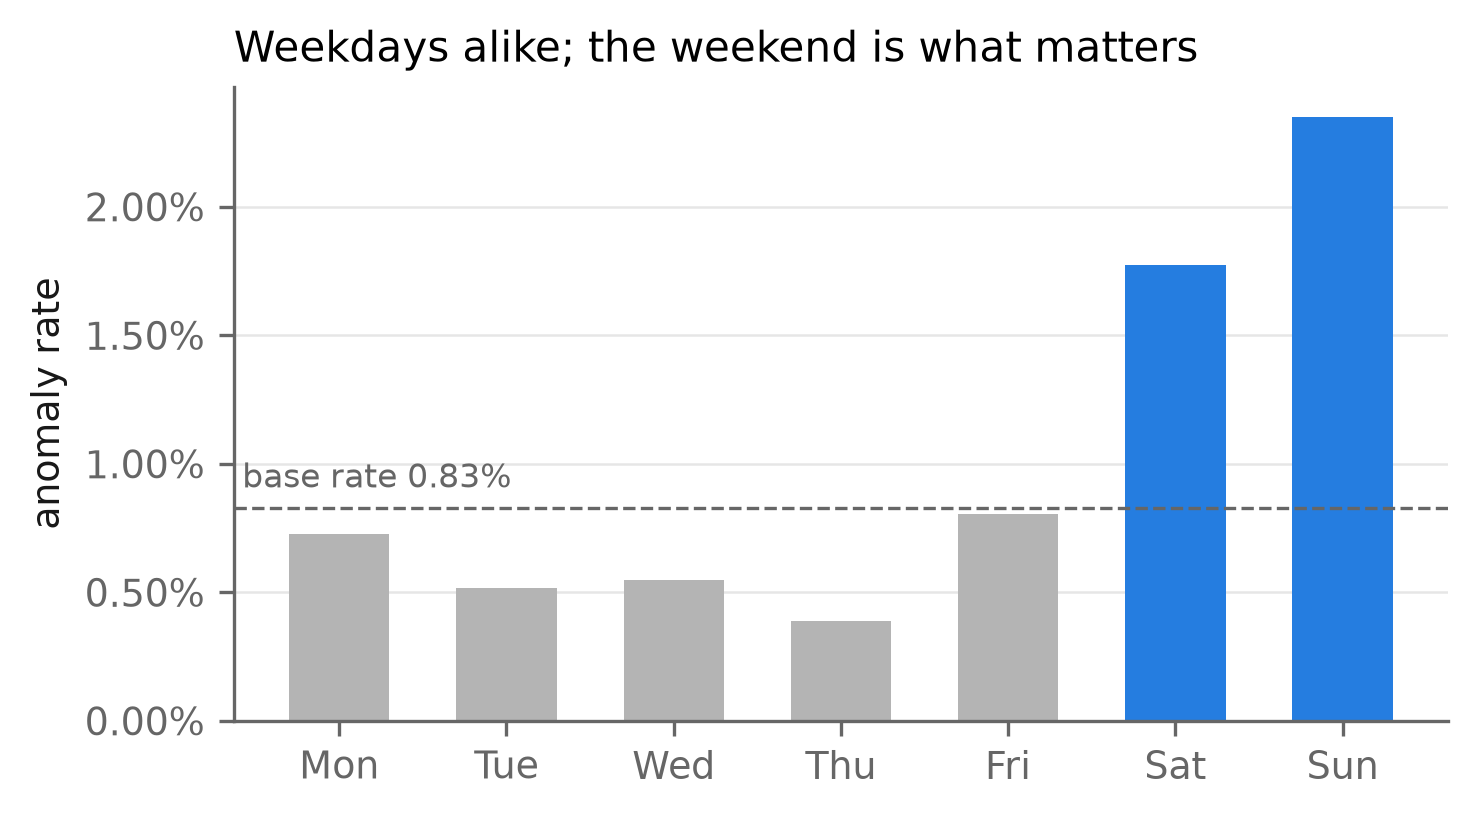 Weekdays alike; the weekend is what matters
anomaly rate
2.00%
1.50%
1.00%
base rate 0.83%
0.50%
0.00%
Mon Tue Wed Thu Fri Sat Sun